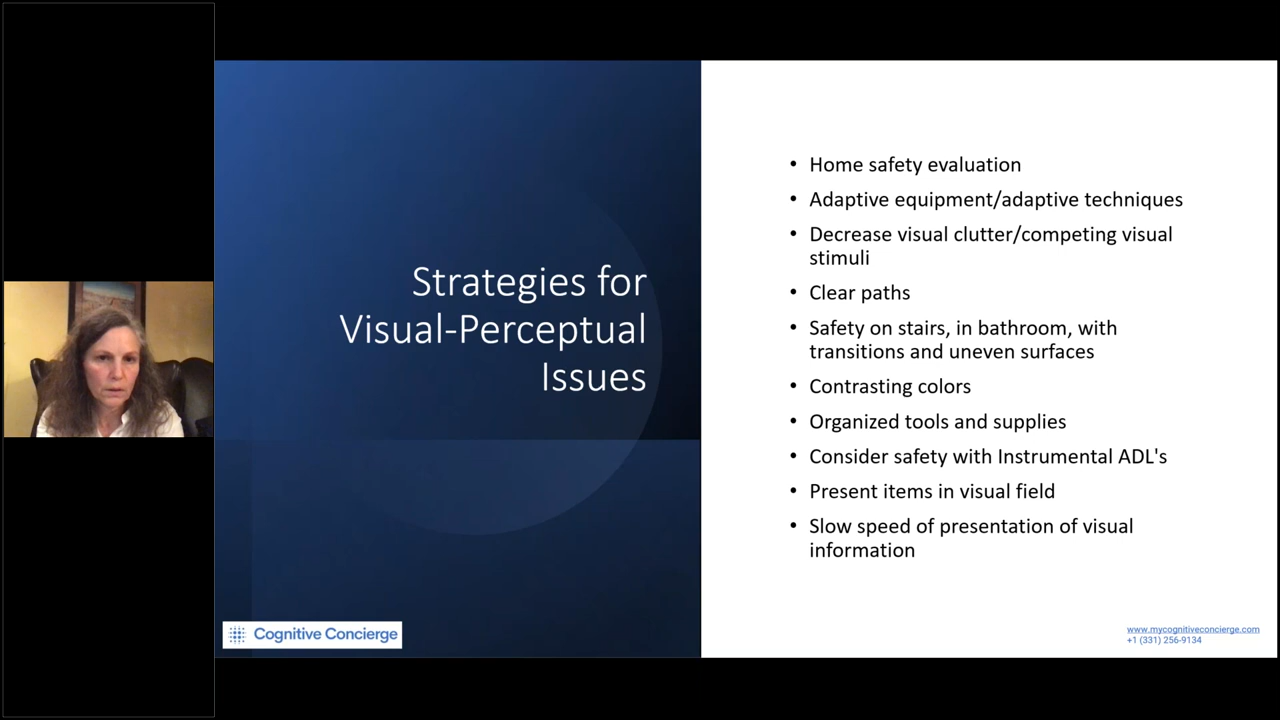 Strategies for
Visual-Perceptual
Issues
• Home safety evaluation
• Adaptive equipment/adaptive techniques
• Decrease visual clutter/competing visual
stimuli
• Clear paths
• Safety on stairs, in bathroom, with
transitions and uneven surfaces
• Contrasting colors
• Organized tools and supplies
• Consider safety with Instrumental ADL's
• Present items in visual field
• Slow speed of presentation of visual
information
Cognitive Concierge
www.mycognitiveconcierge.com
+1 (331) 256-9134